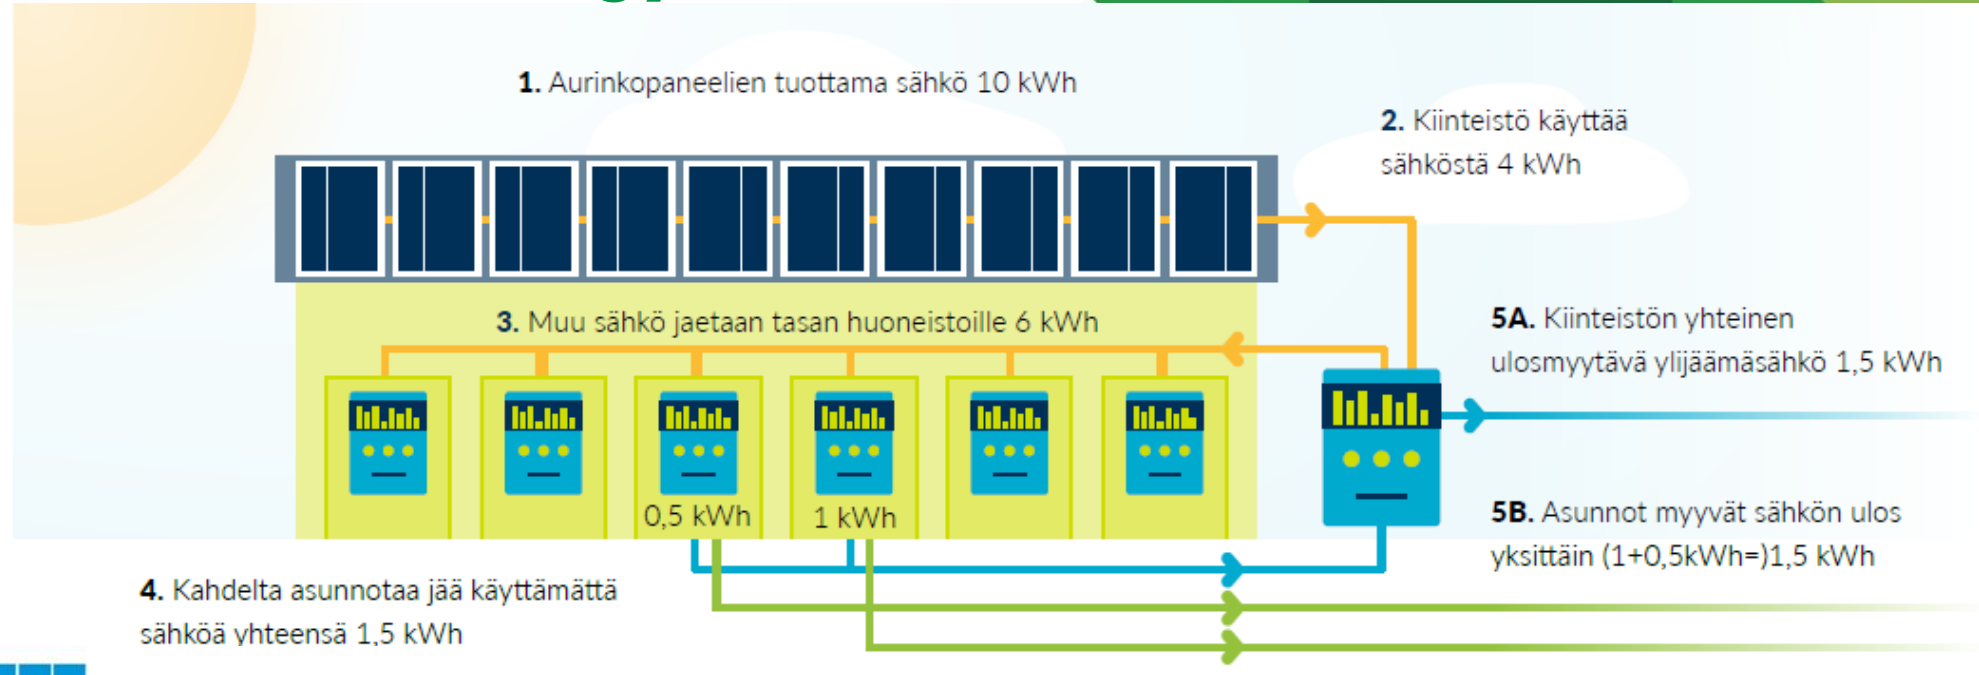 1. Aurinkopaneelien tuottama sähkö 10 kWh
2. Kiinteistö käyttää
sähköstä 4 kWh
3. Muu sähkö jaetaan tasan huoneistoille 6 kWh
5A. Kiinteistön yhteinen
ulosmyytävä ylijäämäsähkö 1,5 kWh
0,5 kWh
1 kWh
5B. Asunnot myyvät sähkön ulos
yksittäin (1+0,5kWh=)1,5 kWh
4. Kahdelta asunnotaa jää käyttämättä
sähköä yhteensä 1,5 kWh